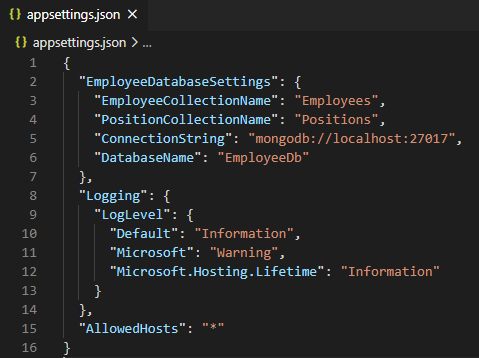 {} appsettings.json ×
{} appsettings.json > ...
1 {
2   "EmployeeDatabaseSettings": {
3     "EmployeeCollectionName": "Employees",
4     "PositionCollectionName": "Positions",
5     "ConnectionString": "mongodb://localhost:27017",
6     "DatabaseName": "EmployeeDb"
7   },
8   "Logging": {
9     "LogLevel": {
10       "Default": "Information",
11       "Microsoft": "Warning",
12       "Microsoft.Hosting.Lifetime": "Information"
13     }
14   },
15   "AllowedHosts": "*"
16 }